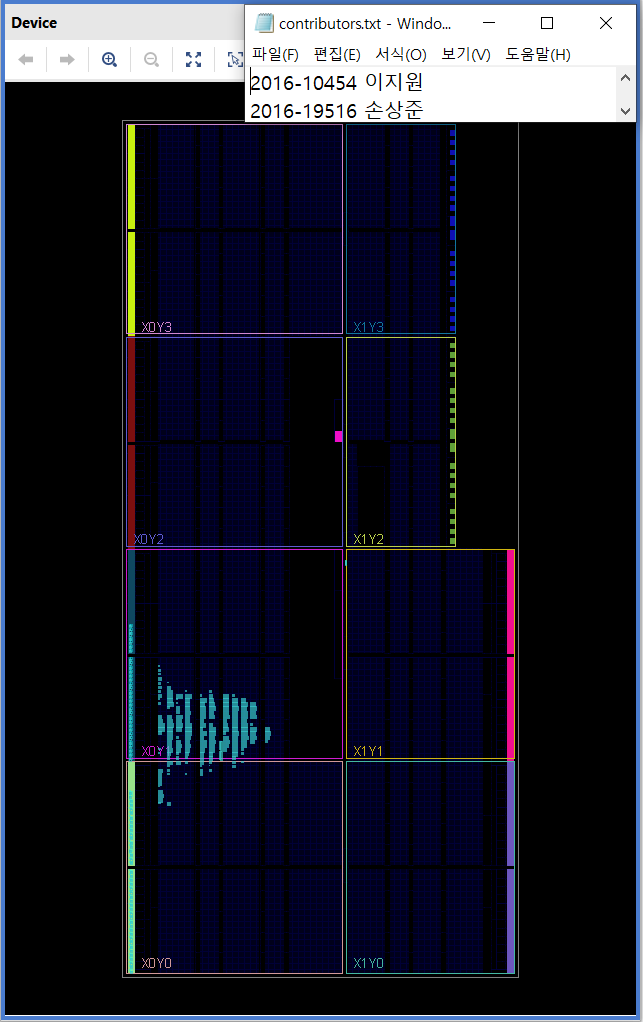 Device
contributors.txt - Windo...
파일(F) 편집(E) 서식(O) 보기(V) 도움말(H)
2016-10454 이지원
2016-19516 손상준
X0Y3 X1Y3
X0Y2 X1Y2
X0Y1 X1Y1
X0Y0 X1Y0